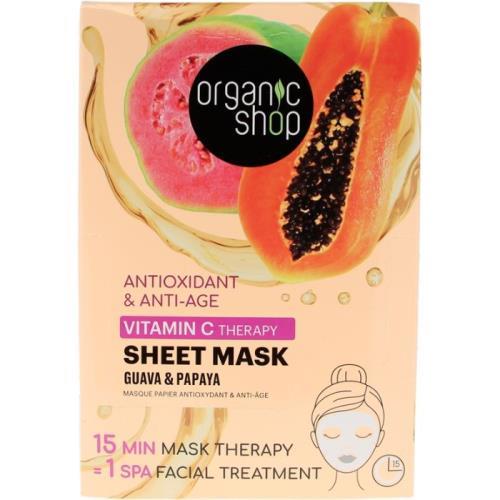 organic
shop
ANTIOXIDANT
& ANTI-AGE
VITAMIN C THERAPY
SHEET MASK
GUAVA & PAPAYA
MASQUE PAPIER ANTIOXYDANT & ANTI-ÂGE
15 MIN MASK THERAPY
= 1 SPA FACIAL TREATMENT
15